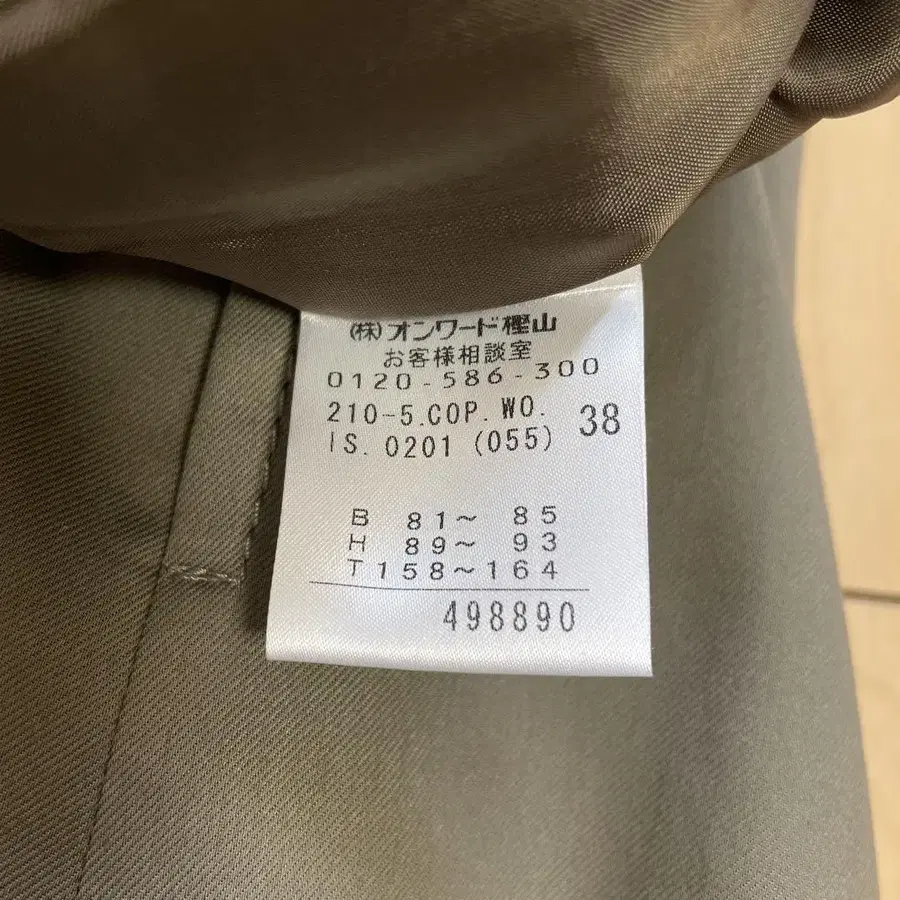 (株)オンワード樫山
お客様相談室
0120-586-300
210-5.COP.WO.
IS.0201 (055) 38
B 81〜 85
H 89〜 93
T158〜164
498890